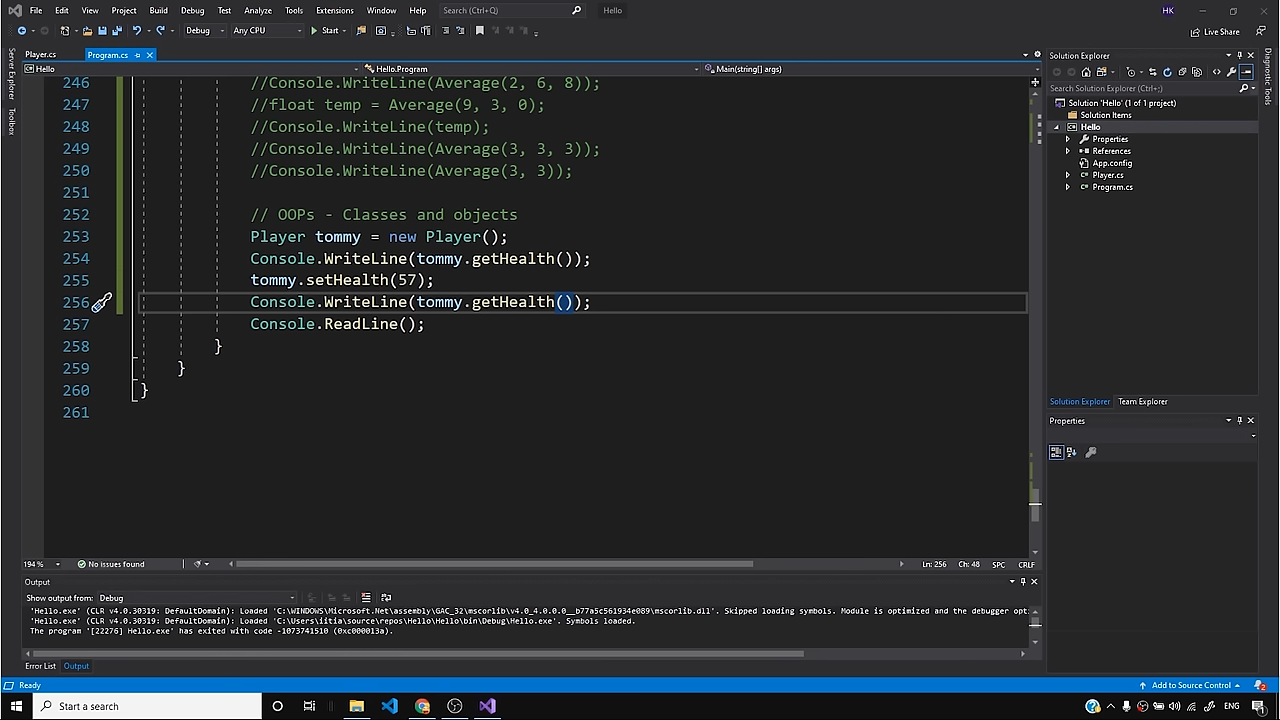 File Edit View Project Build Debug Test Analyze Tools Extensions Window Help Search (Ctrl+Q) Hello HK
Debug Any CPU Start Live Share
Server Explorer
Toolbox
Player.cs Program.cs
Hello Hello.Program Main(string[] args)
246 //Console.WriteLine(Average(2, 6, 8));
247 //float temp = Average(9, 3, 0);
248 //Console.WriteLine(temp);
249 //Console.WriteLine(Average(3, 3, 3));
250 //Console.WriteLine(Average(3, 3));
251
252 // OOPs - Classes and objects
253 Player tommy = new Player();
254 Console.WriteLine(tommy.getHealth());
255 tommy.setHealth(57);
256 Console.WriteLine(tommy.getHealth());
257 Console.ReadLine();
258 }
259 }
260 }
261
194 % No issues found Ln: 256 Ch: 48 SPC CRLF
Output
Show output from: Debug
'Hello.exe' (CLR v4.0.30319: DefaultDomain): Loaded 'C:\WINDOWS\Microsoft.Net\assembly\GAC_32\mscorlib\v4.0_4.0.0.0__b77a5c561934e089\mscorlib.dll'. Skipped loading symbols. Module is optimized and the debugger opt
'Hello.exe' (CLR v4.0.30319: DefaultDomain): Loaded 'C:\Users\iitia\source\repos\Hello\Hello\bin\Debug\Hello.exe'. Symbols loaded.
The program '[22276] Hello.exe' has exited with code -1073741510 (0xc000013a).
Error List Output
Solution Explorer
Search Solution Explorer (Ctrl+;)
Solution 'Hello' (1 of 1 project)
Solution Items
Hello
Properties
References
App.config
Player.cs
Program.cs
Solution Explorer Team Explorer
Properties
Diagnostic Tools
Ready Add to Source Control 2
Start a search ENG